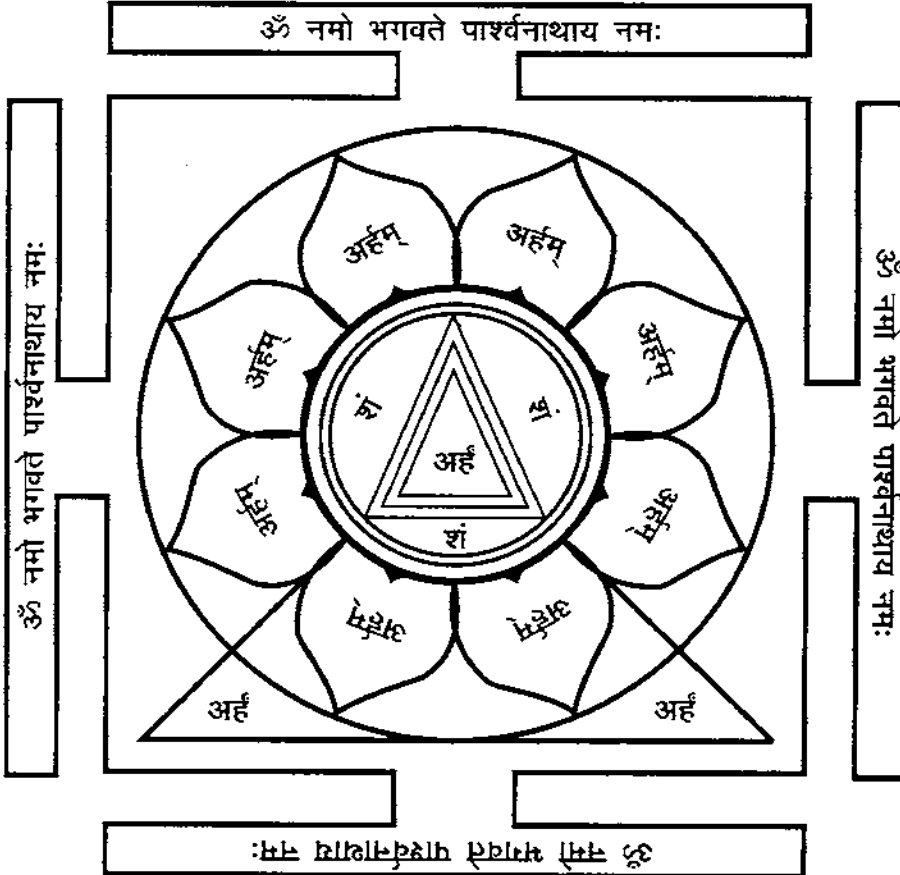 ॐ नमो भगवते पार्श्वनाथाय नमः
अर्हम्
अर्हम्
अर्हम्
अर्हम्
शं
शं
अर्हं
अर्हम्
अर्हम्
शं
अर्हम्
अर्हम्
अर्हं
अर्हं
ॐ नमो भगवते पार्श्वनाथाय नमः
ॐ नमो भगवते पार्श्वनाथाय नमः
ॐ नमो भगवते पार्श्वनाथाय नमः